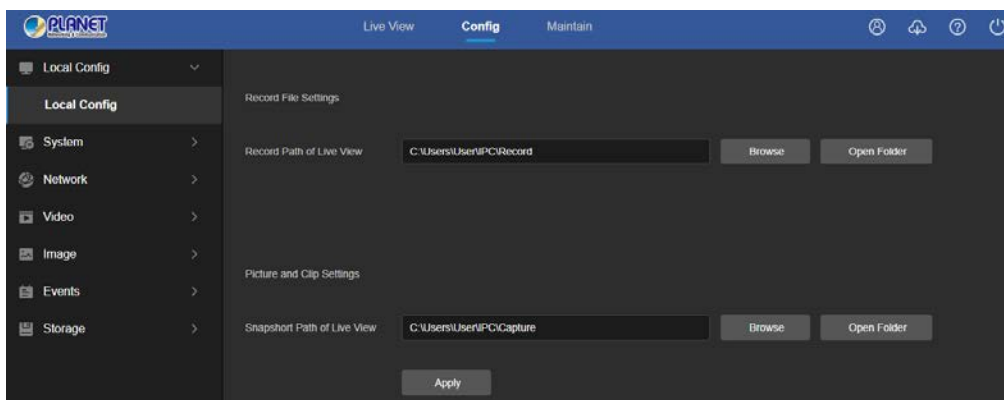 PLANET
Networking & Communication
Live View Config Maintain
Local Config
Local Config
System
Network
Video
Image
Events
Storage
Record File Settings
Record Path of Live View C:\Users\User\IPC\Record Browse Open Folder
Picture and Clip Settings
Snapshort Path of Live View C:\Users\User\IPC\Capture Browse Open Folder
Apply